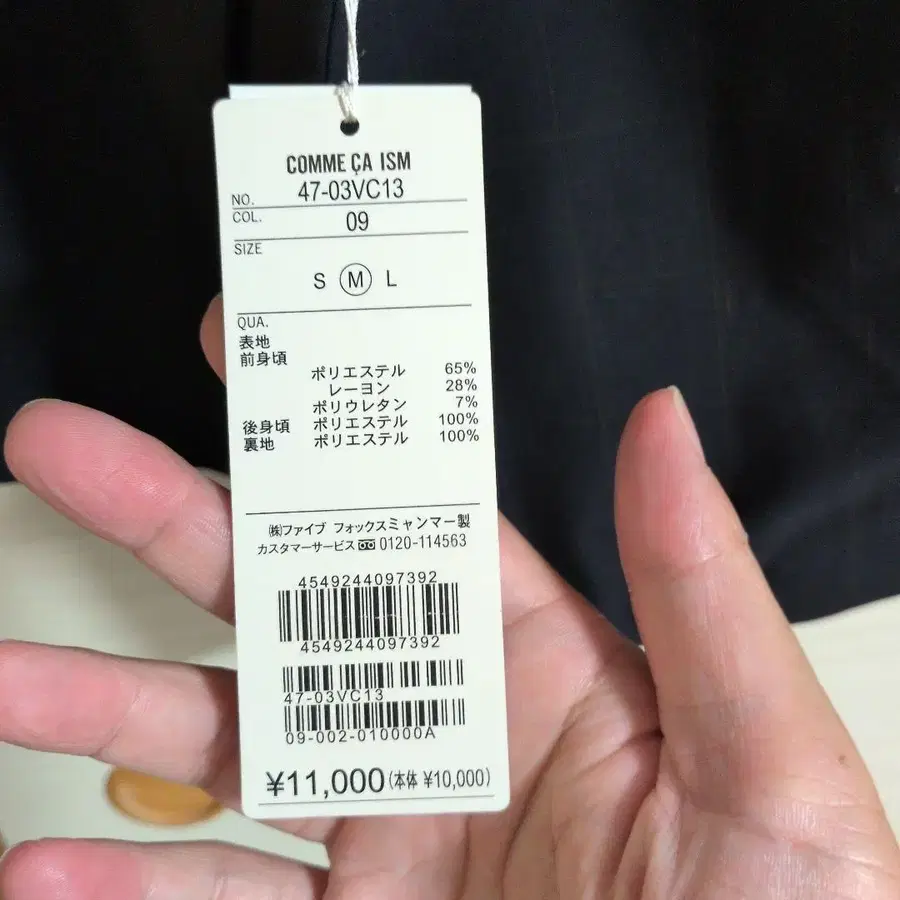 COMME ÇA ISM
NO. 47-03VC13
COL. 09
SIZE
S M L
QUA.
表地
前身頃
ポリエステル 65%
レーヨン 28%
ポリウレタン 7%
後身頃 ポリエステル 100%
裏地 ポリエステル 100%
㈱ファイブ フォックスミャンマー製
カスタマーサービス 0120-114563
4549244097392
4549244097392
47-03VC13
09-002-010000A
¥11,000(本体 ¥10,000)